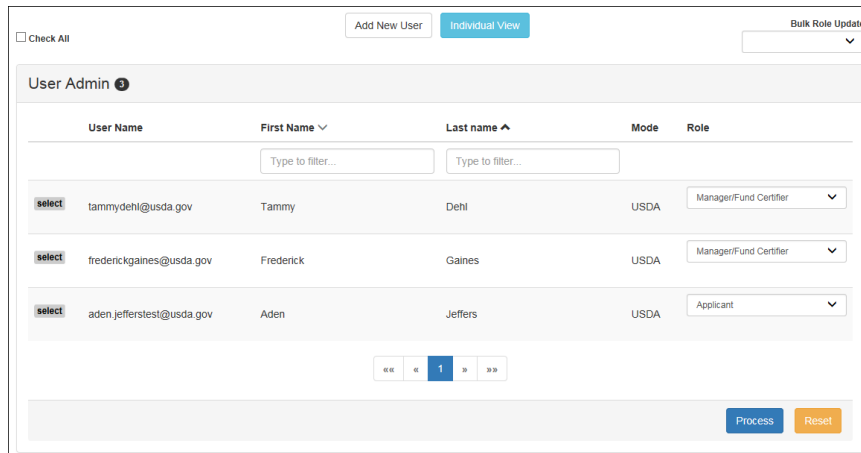 Add New User Individual View Bulk Role Update
Check All
User Admin 3
User Name First Name Last name Mode Role
Type to filter... Type to filter...
select tammydehl@usda.gov Tammy Dehl USDA Manager/Fund Certifier
select frederickgaines@usda.gov Frederick Gaines USDA Manager/Fund Certifier
select aden.jefferstest@usda.gov Aden Jeffers USDA Applicant
«« « 1 » »»
Process Reset